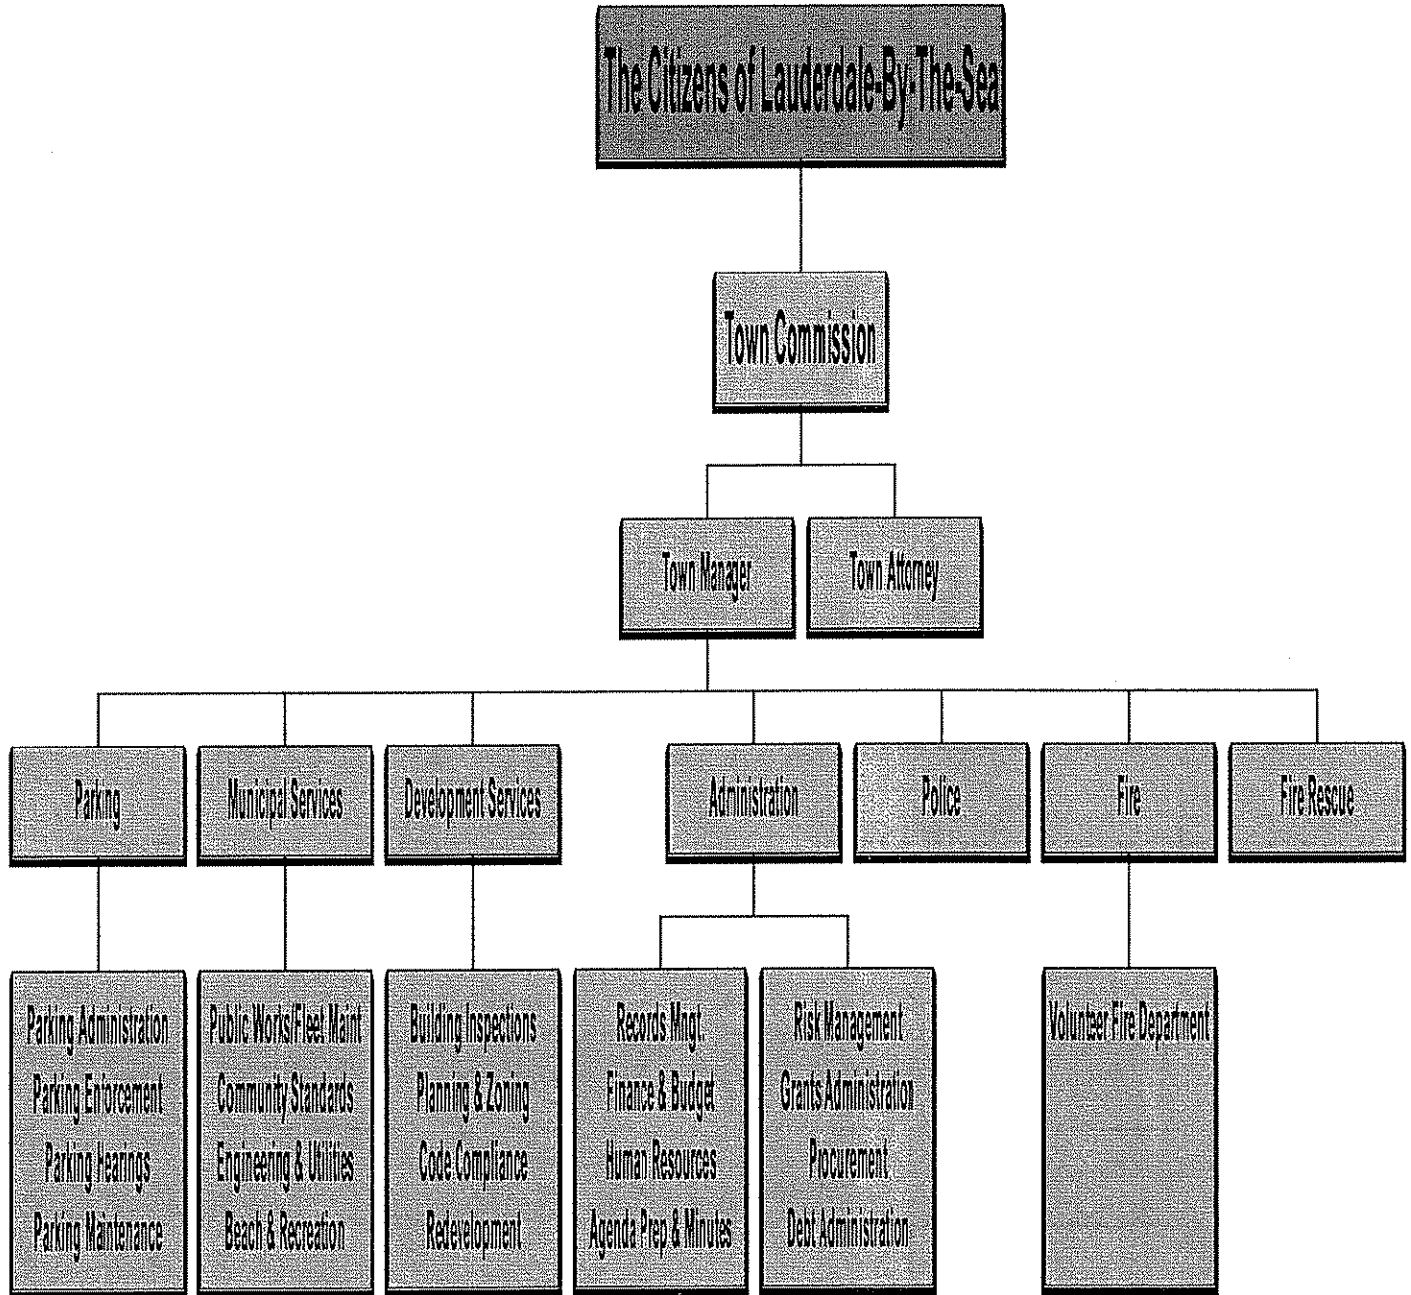 The Citizens of Lauderdale-By-The-Sea
Town Commission
Town Manager
Town Attorney
Parking
Municipal Services
Development Services
Administration
Police
Fire
Fire Rescue
Parking Administration
Parking Enforcement
Parking Hearings
Parking Maintenance
Public Works/Fleet Maint
Community Standards
Engineering & Utilities
Beach & Recreation
Building Inspections
Planning & Zoning
Code Compliance
Redevelopment
Records Mngt.
Finance & Budget
Human Resources
Agenda Prep & Minutes
Risk Management
Grants Administration
Procurement
Debt Administration
Volunteer Fire Department